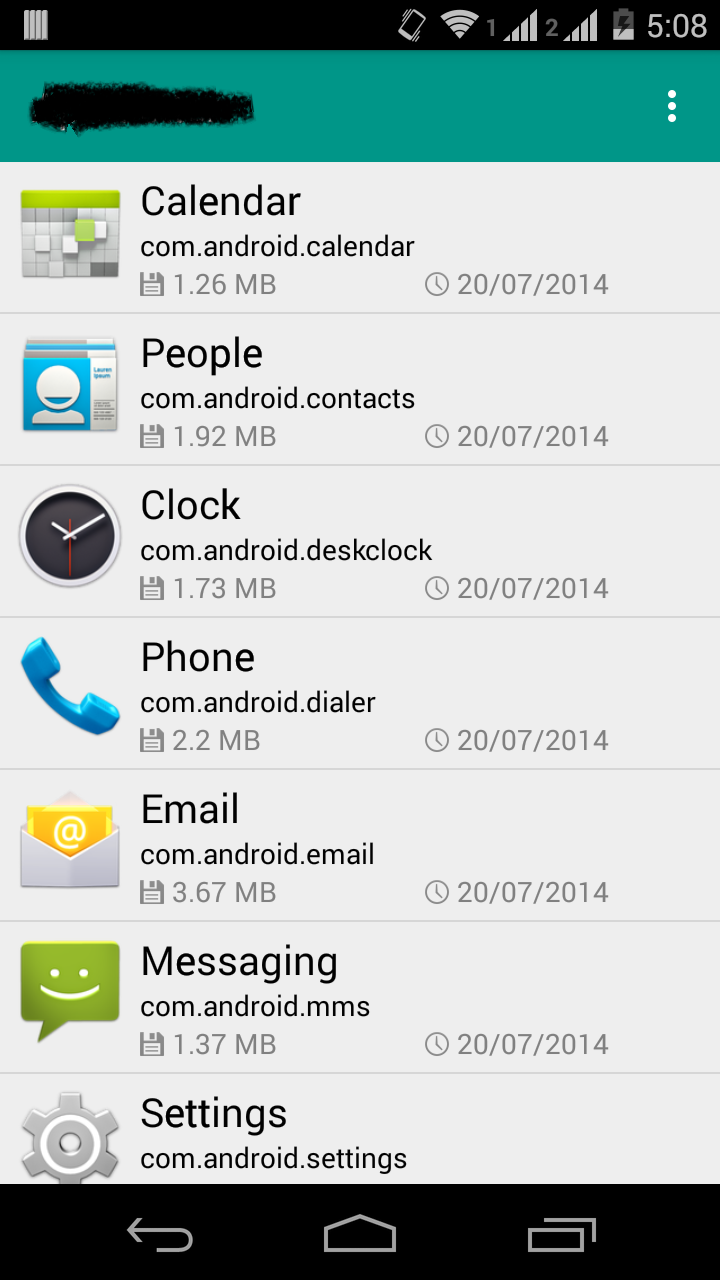 1 2 5:08
Calendar
com.android.calendar
1.26 MB 20/07/2014
People
com.android.contacts
1.92 MB 20/07/2014
Clock
com.android.deskclock
1.73 MB 20/07/2014
Phone
com.android.dialer
2.2 MB 20/07/2014
Email
com.android.email
3.67 MB 20/07/2014
Messaging
com.android.mms
1.37 MB 20/07/2014
Settings
com.android.settings